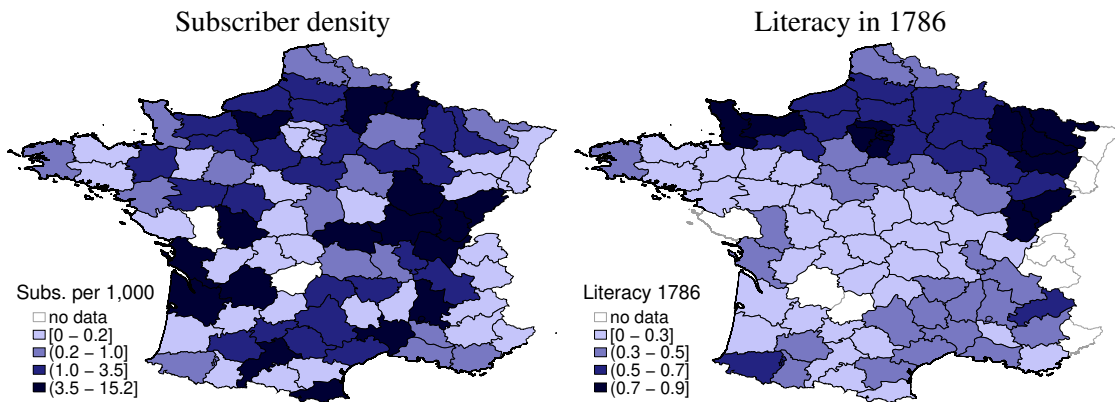 Subscriber density
Subs. per 1,000
no data
[0 − 0.2]
(0.2 − 1.0]
(1.0 − 3.5]
(3.5 − 15.2]
Literacy in 1786
Literacy 1786
no data
[0 − 0.3]
(0.3 − 0.5]
(0.5 − 0.7]
(0.7 − 0.9]